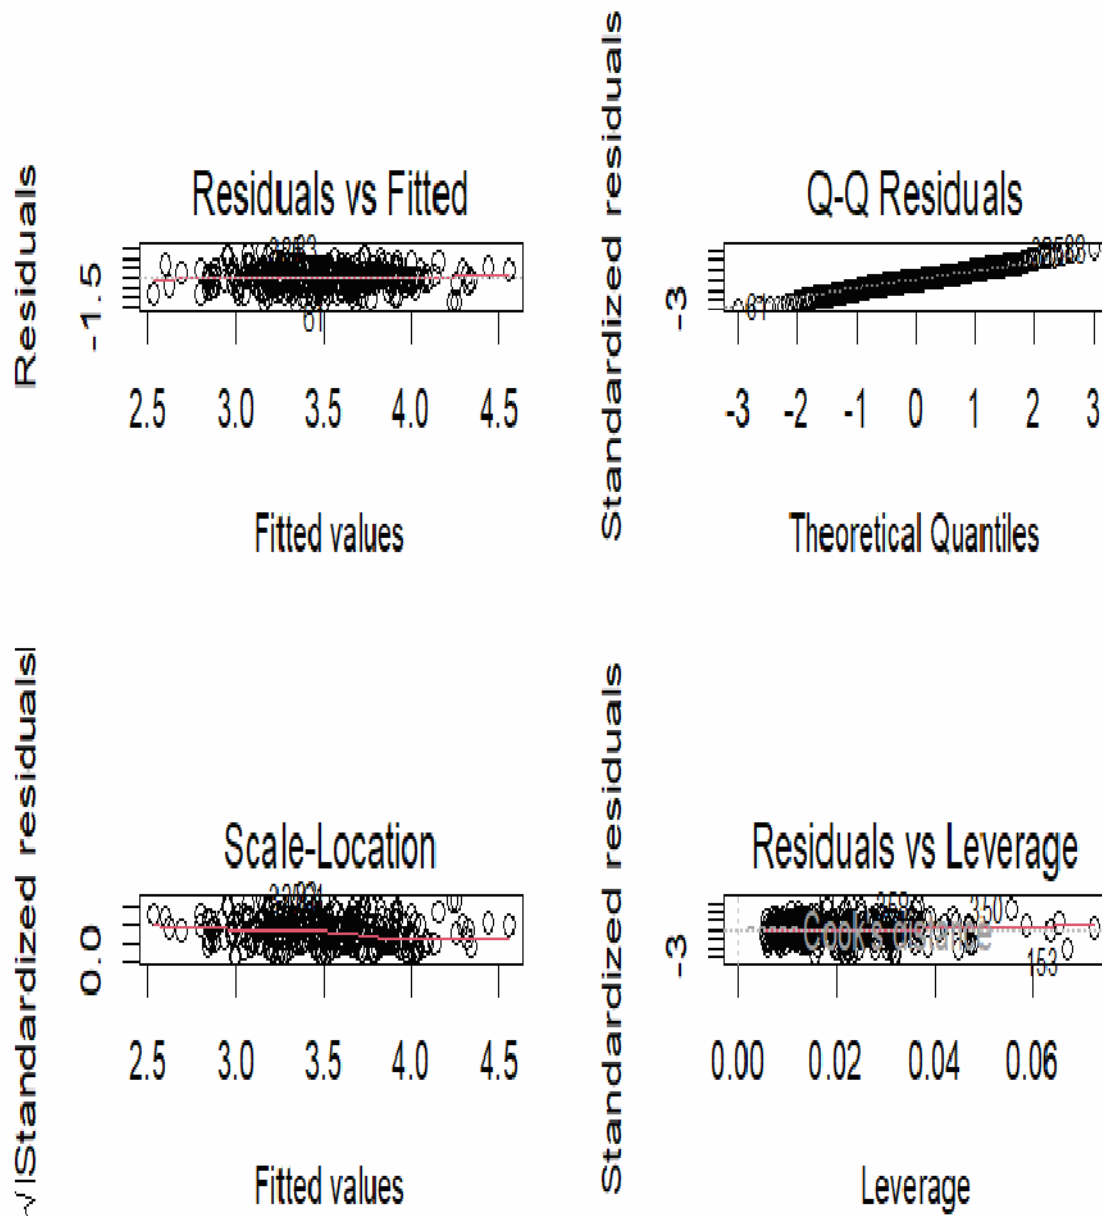 Residuals vs Fitted
Residuals
-1.5
61
2.5 3.0 3.5 4.0 4.5
Fitted values
Q-Q Residuals
Standardized residuals
-3
61
-3 -2 -1 0 1 2 3
Theoretical Quantiles
Scale-Location
√|Standardized residuals|
0.0
2.5 3.0 3.5 4.0 4.5
Fitted values
Residuals vs Leverage
Standardized residuals
-3
350
Cook's distance
153
0.00 0.02 0.04 0.06
Leverage